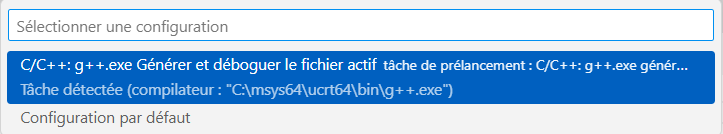 Sélectionner une configuration
C/C++: g++.exe Générer et déboguer le fichier actif tâche de prélancement : C/C++: g++.exe génér...
Tâche détectée (compilateur : "C:\msys64\ucrt64\bin\g++.exe")
Configuration par défaut